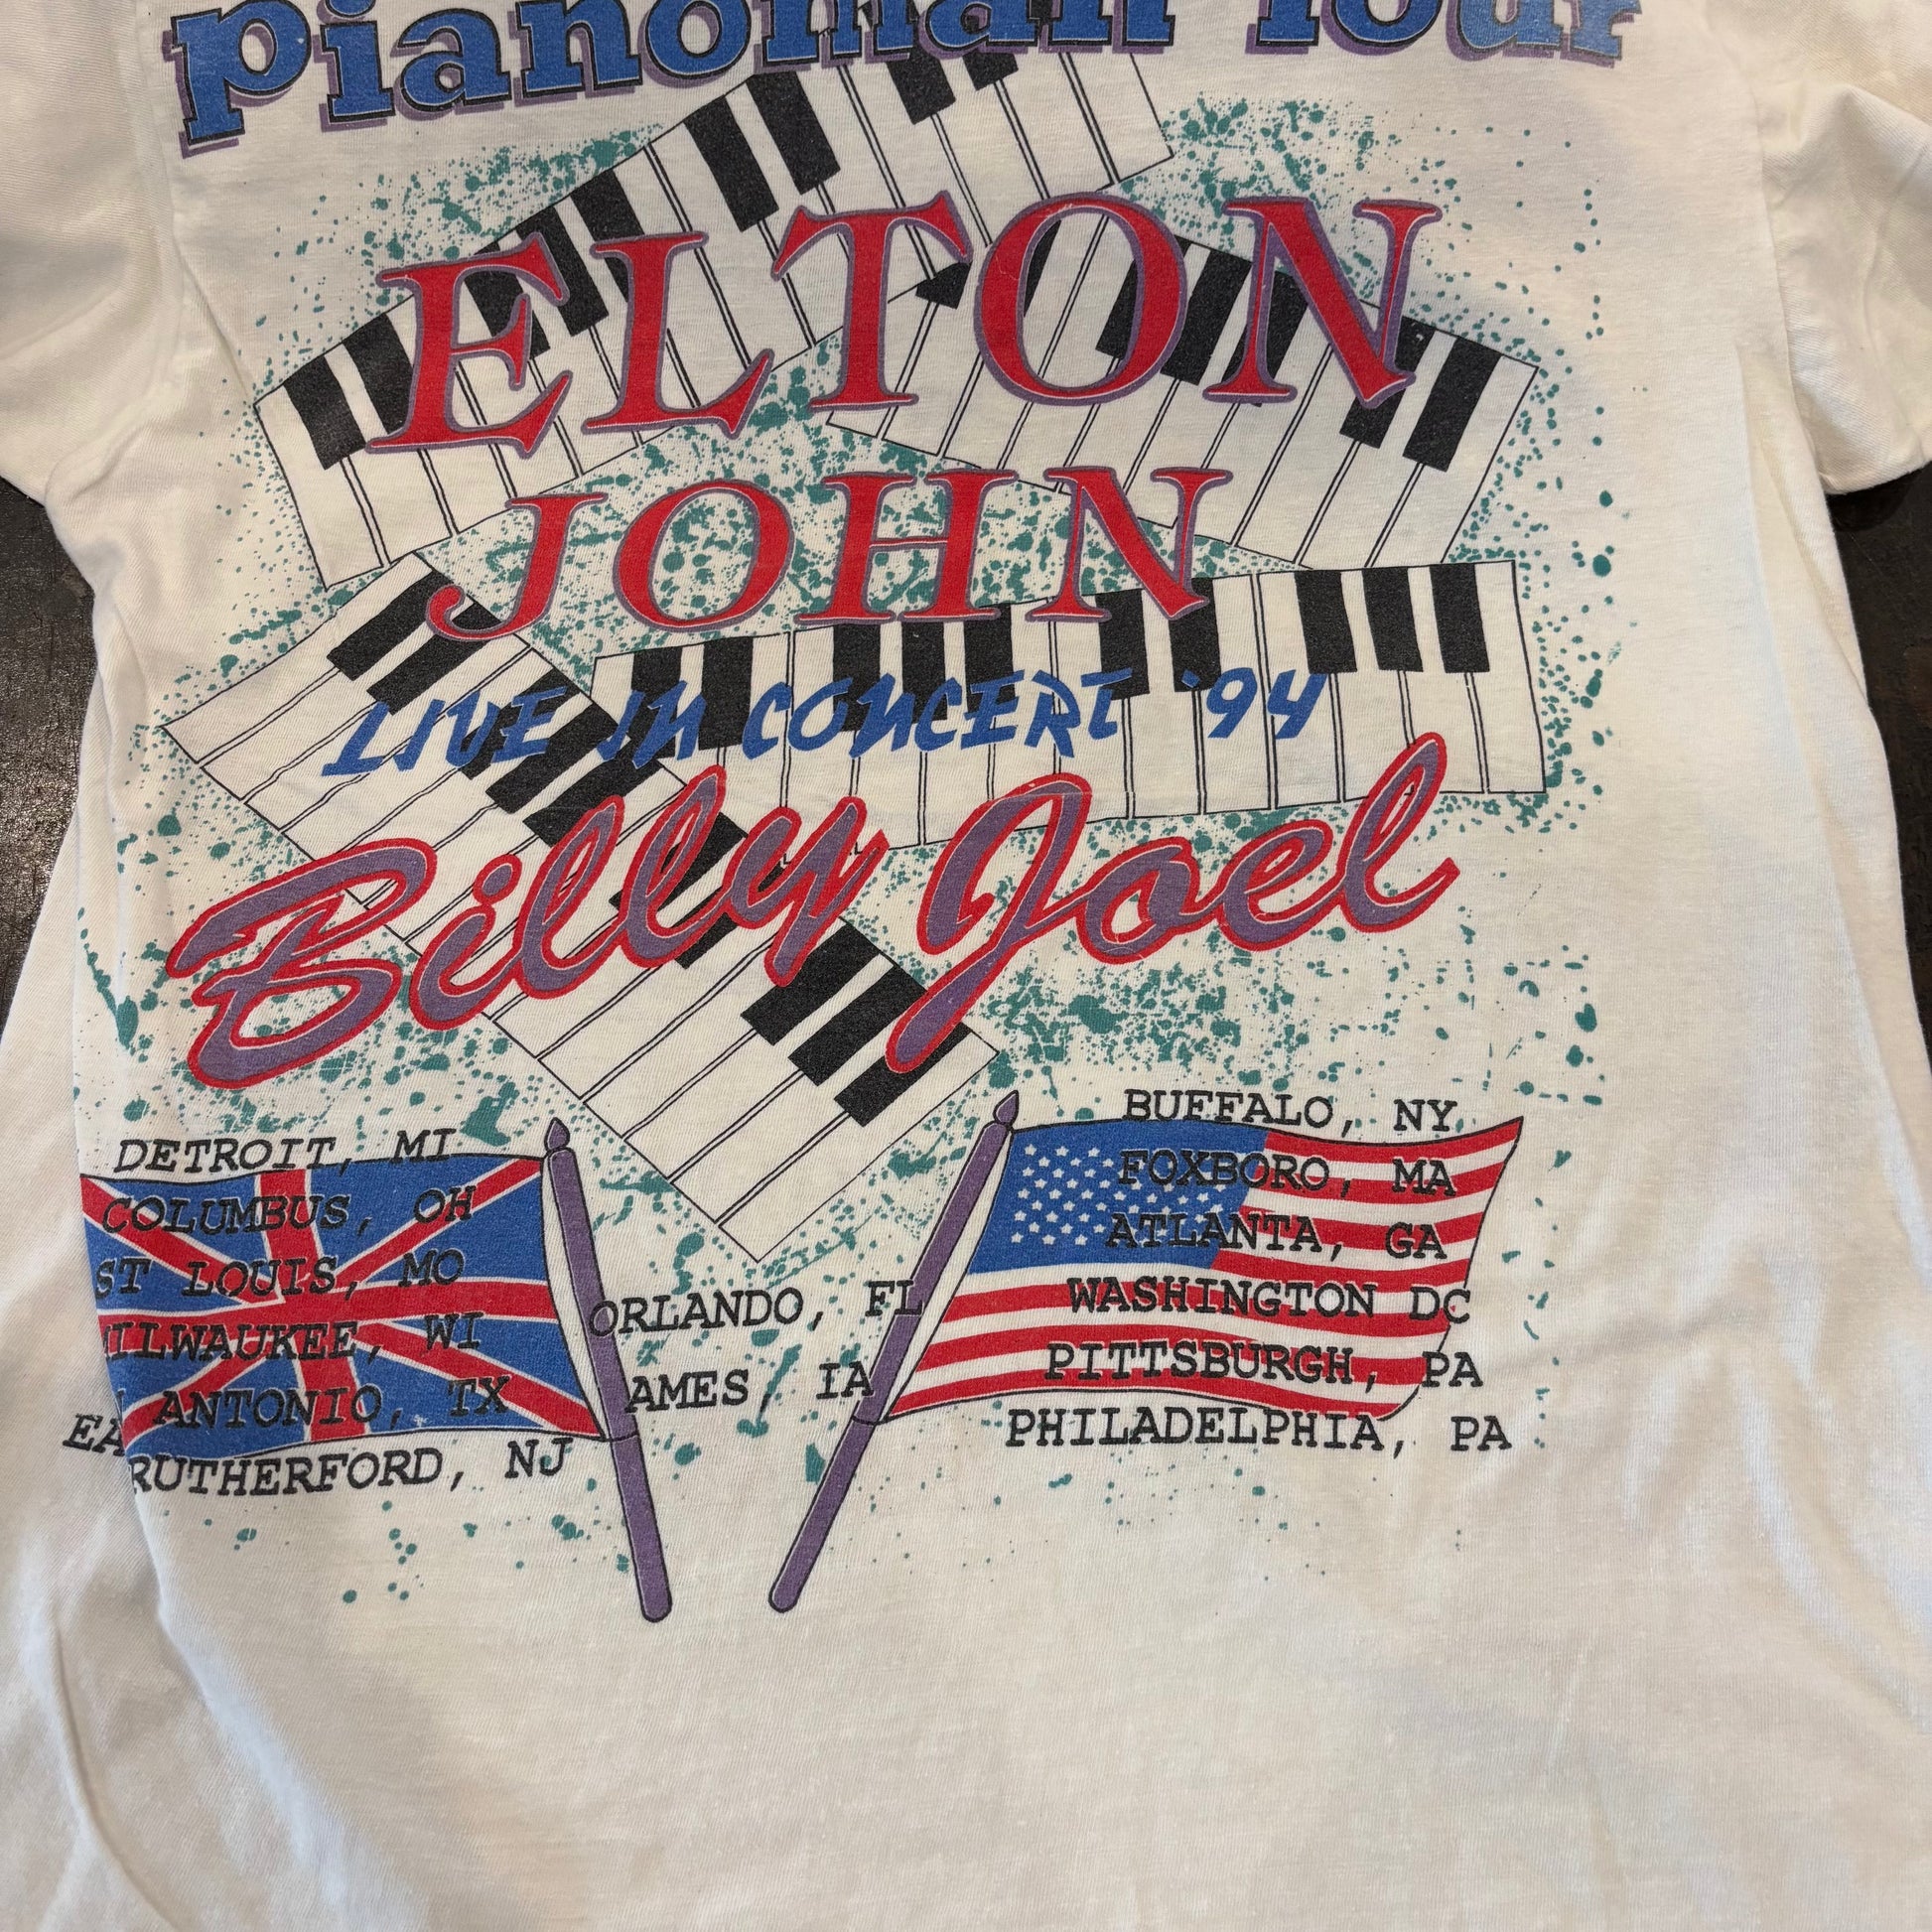 pianoman Tour
ELTON
JOHN
LIVE IN CONCERT '94
Billy Joel
DETROIT, MI
COLUMBUS, OH
ST LOUIS, MO
MILWAUKEE, WI
ANTONIO, TX
RUTHERFORD, NJ
ORLANDO, FL
AMES, IA
BUFFALO, NY
FOXBORO, MA
ATLANTA, GA
WASHINGTON DC
PITTSBURGH, PA
PHILADELPHIA, PA